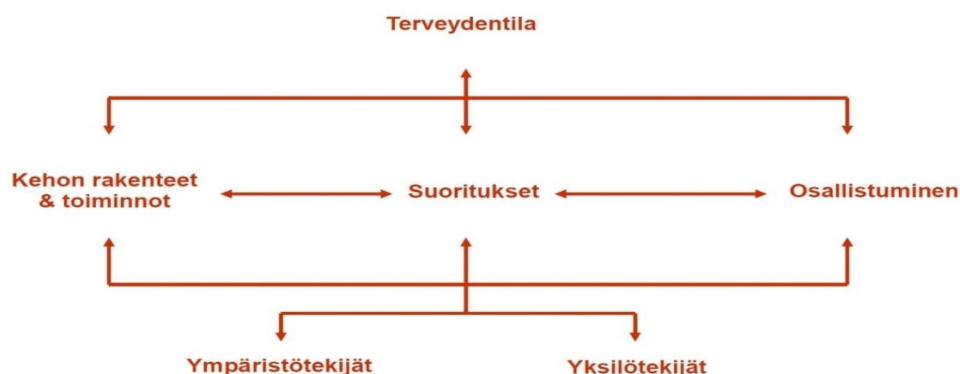 Terveydentila
Kehon rakenteet
& toiminnot
Suoritukset
Osallistuminen
Ympäristötekijät
Yksilötekijät